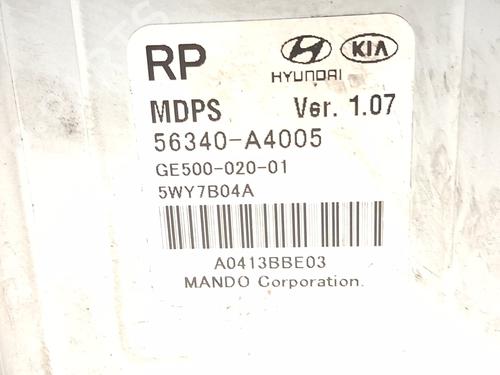 RP
HYUNDAI
KIA
MDPS Ver. 1.07
56340-A4005
GE500-020-01
5WY7B04A
A0413BBE03
MANDO Corporation.